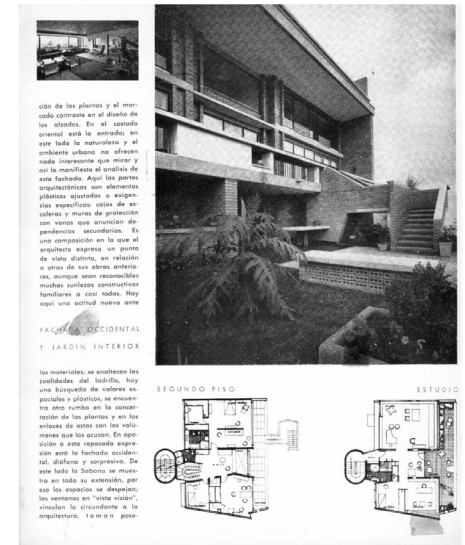 ción de las plantas y el mar-
cado contraste en el diseño de
los alzados. En el costado
oriental está la entrada; en
este lado la naturaleza y el
ambiente urbano no ofrecen
nada interesante que mirar y
así lo manifiesta el análisis de
esta fachada. Aquí las partes
arquitectónicas son elementos
plásticos ajustados a exigen-
cias específicas: cajas de es-
caleras y muros de protección
con vanos que anuncian de-
pendencias secundarias. Es
una composición en la que el
arquitecto expresa un punto
de vista distinto, en relación
a otras de sus obras anterio-
res, aunque sean reconocibles
muchas sutilezas constructivas
familiares a casi todas. Hay
aquí una actitud nueva ante
FACHADA OCCIDENTAL
Y JARDIN INTERIOR
los materiales; se enaltecen las
cualidades del ladrillo, hay
una búsqueda de valores es-
paciales y plásticos, se encuen-
tra otro rumbo en la concer-
tación de las plantas y en los
enlaces de estas con los volú-
menes que los acusan. En opo-
sición a esta reposada expre-
sión está la fachada occiden-
tal, diáfana y sorpresiva. De
este lado la Sabana se mues-
tra en toda su extensión, por
eso los espacios se despejan;
las ventanas en "vista visión",
vinculan lo circundante a la
arquitectura, toman pose-
SEGUNDO PISO
ESTUDIO